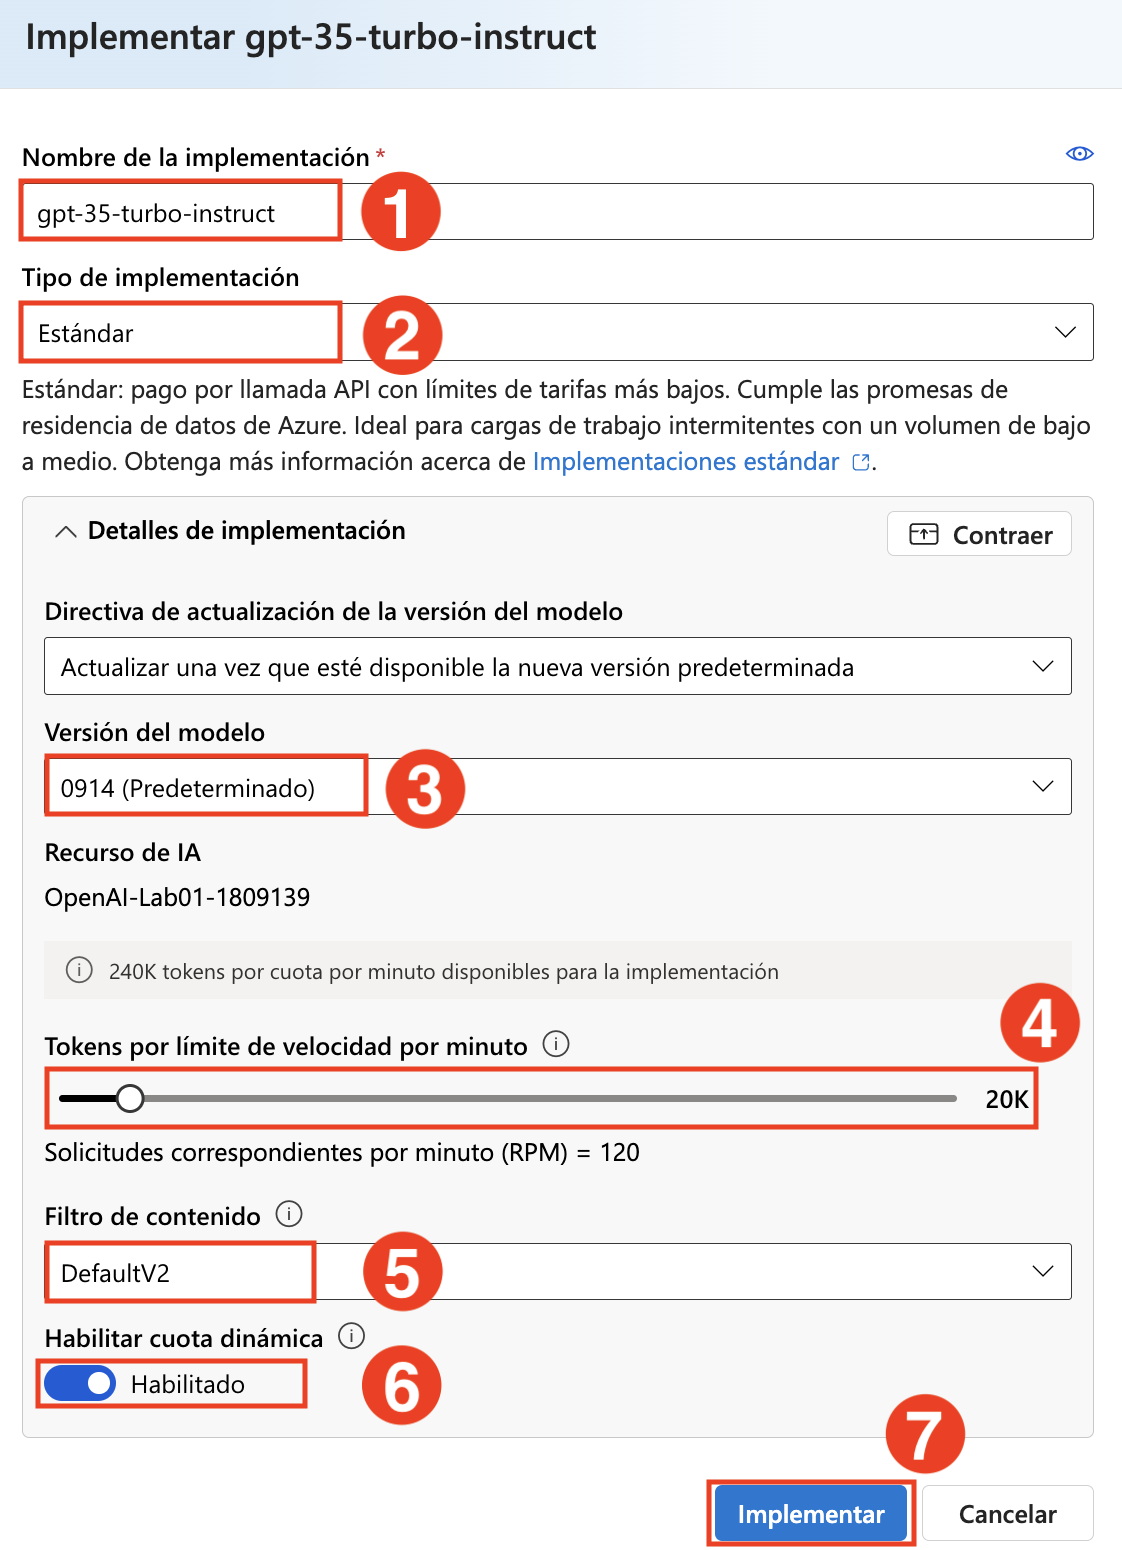 Implementar gpt-35-turbo-instruct
Nombre de la implementación *
gpt-35-turbo-instruct
1
Tipo de implementación
Estándar
2
Estándar: pago por llamada API con límites de tarifas más bajos. Cumple las promesas de
residencia de datos de Azure. Ideal para cargas de trabajo intermitentes con un volumen de bajo
a medio. Obtenga más información acerca de Implementaciones estándar.
Detalles de implementación
Contraer
Directiva de actualización de la versión del modelo
Actualizar una vez que esté disponible la nueva versión predeterminada
Versión del modelo
0914 (Predeterminado)
3
Recurso de IA
OpenAI-Lab01-1809139
240K tokens por cuota por minuto disponibles para la implementación
4
Tokens por límite de velocidad por minuto
20K
Solicitudes correspondientes por minuto (RPM) = 120
Filtro de contenido
DefaultV2
5
Habilitar cuota dinámica
Habilitado
6
7
Implementar
Cancelar